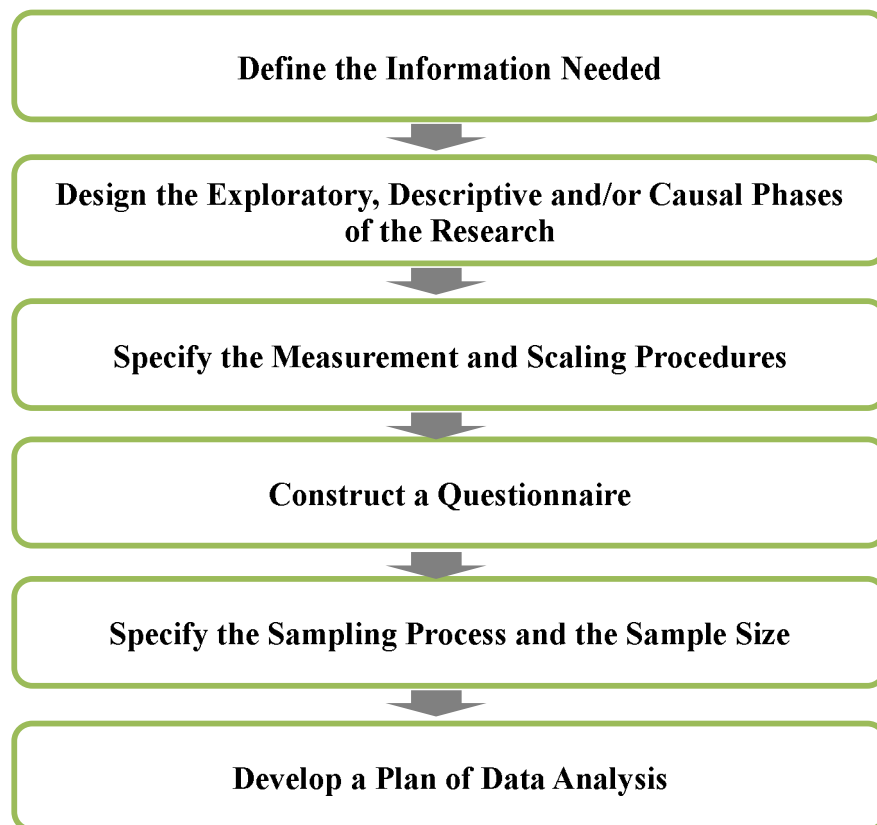 Define the Information Needed
Design the Exploratory, Descriptive and/or Causal Phases
of the Research
Specify the Measurement and Scaling Procedures
Construct a Questionnaire
Specify the Sampling Process and the Sample Size
Develop a Plan of Data Analysis